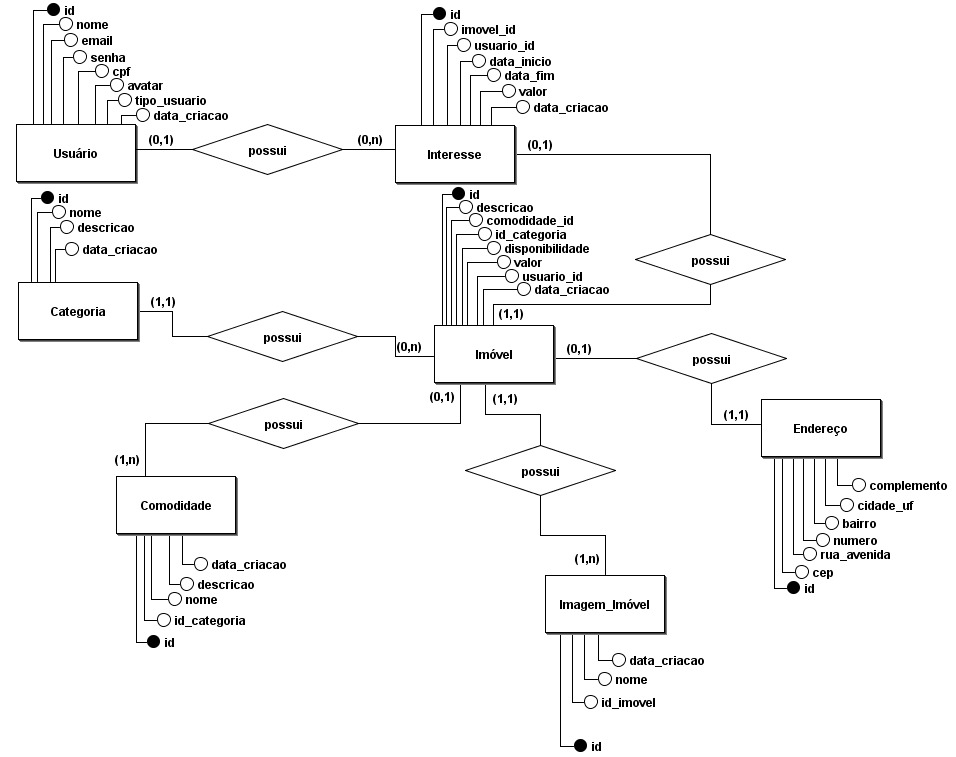 id
nome
email
senha
cpf
avatar
tipo_usuario
data_criacao
Usuário
(0,1)
possui
(0,n)
id
imovel_id
usuario_id
data_inicio
data_fim
valor
data_criacao
Interesse
(0,1)
possui
(1,1)
id
nome
descricao
data_criacao
Categoria
(1,1)
possui
(0,n)
id
descricao
comodidade_id
id_categoria
disponibilidade
valor
usuario_id
data_criacao
Imóvel
(0,1)
possui
(1,1)
Endereço
complemento
cidade_uf
bairro
numero
rua_avenida
cep
id
(0,1)
possui
(1,n)
Comodidade
data_criacao
descricao
nome
id_categoria
id
(1,1)
possui
(1,n)
Imagem_Imóvel
data_criacao
nome
id_imovel
id